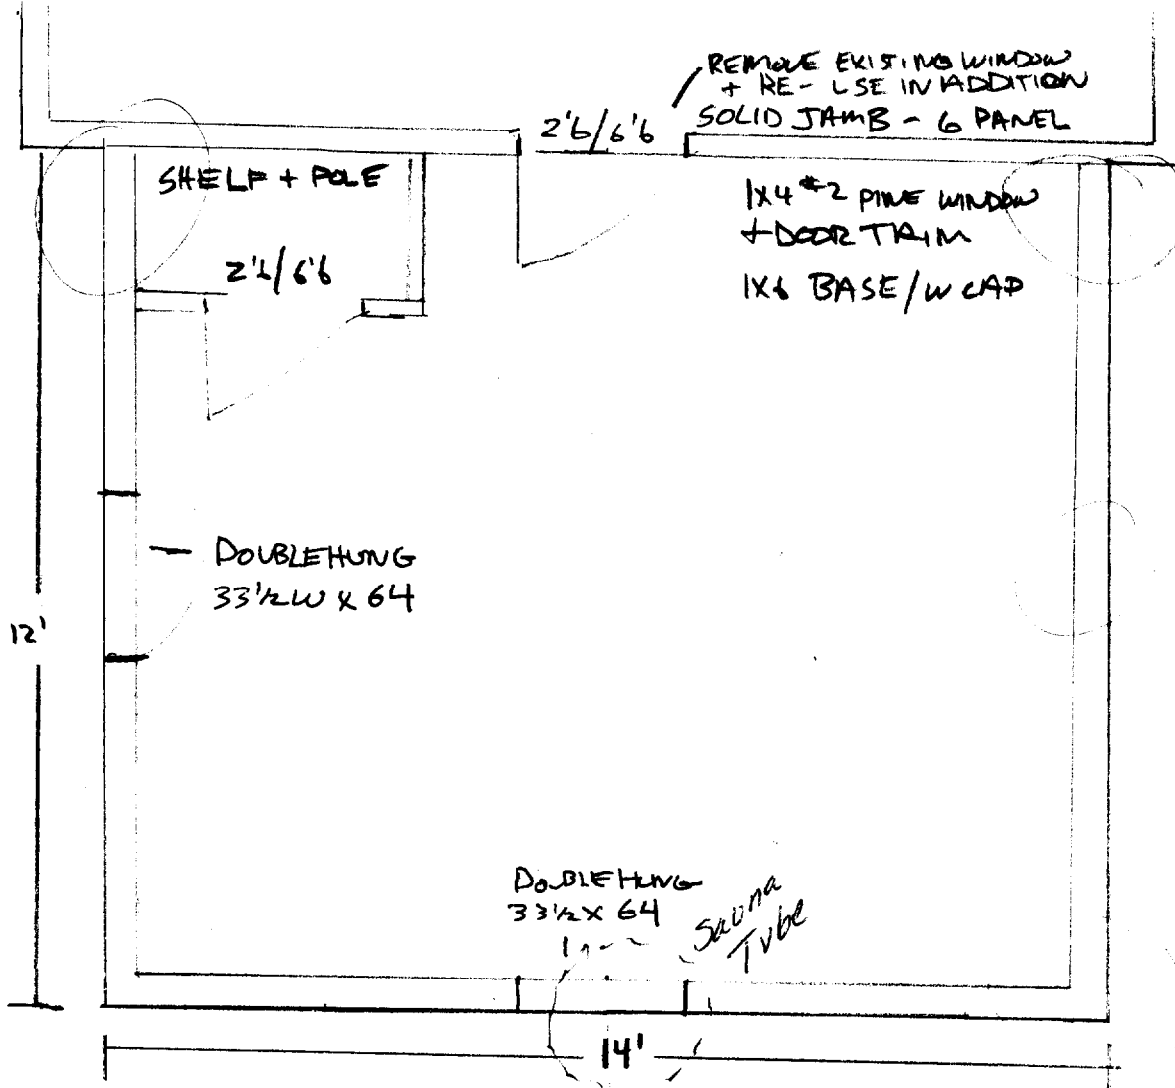 REMOVE EXISTING WINDOW
+ RE-USE IN ADDITION
SOLID JAMB - 6 PANEL
2'6/6'6
SHELF + POLE
1X4 #2 PINE WINDOW
+ DOOR TRIM
2'6/6'6
1X6 BASE/W CAP
DOUBLEHUNG
33 1/2 W X 64
12'
DOUBLEHUNG
33 1/2 X 64
Sauna
Tube
14'